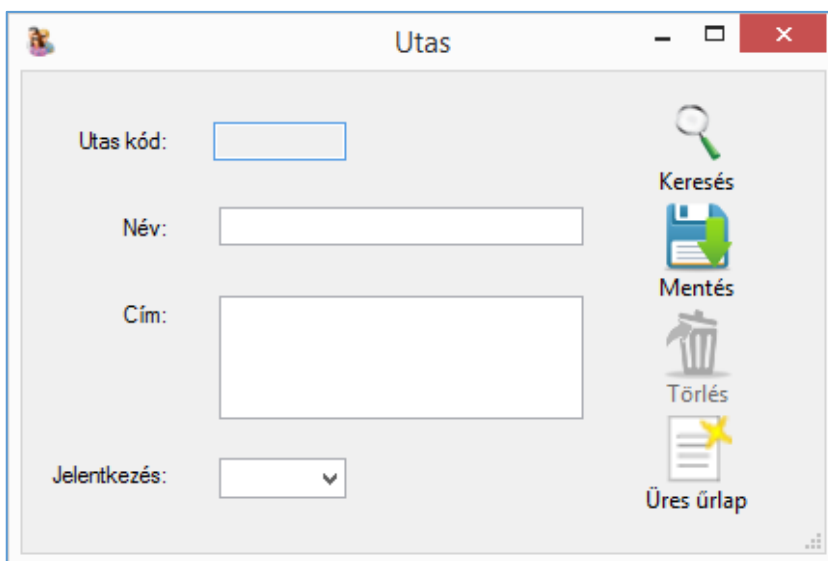 Utas
Utas kód:
Keresés
Név:
Mentés
Cím:
Törlés
Jelentkezés:
Üres űrlap